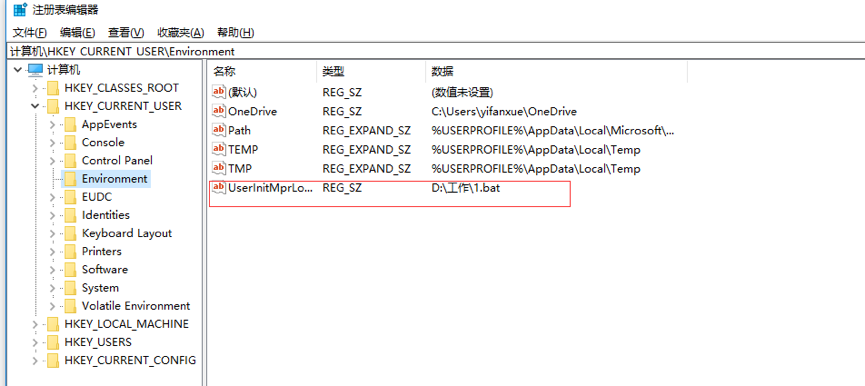 注册表编辑器
文件(F) 编辑(E) 查看(V) 收藏夹(A) 帮助(H)
计算机\HKEY_CURRENT_USER\Environment
计算机
HKEY_CLASSES_ROOT
HKEY_CURRENT_USER
AppEvents
Console
Control Panel
Environment
EUDC
Identities
Keyboard Layout
Printers
Software
System
Volatile Environment
HKEY_LOCAL_MACHINE
HKEY_USERS
HKEY_CURRENT_CONFIG
名称 类型 数据
(默认) REG_SZ (数值未设置)
OneDrive REG_SZ C:\Users\yifanxue\OneDrive
Path REG_EXPAND_SZ %USERPROFILE%\AppData\Local\Microsoft\...
TEMP REG_EXPAND_SZ %USERPROFILE%\AppData\Local\Temp
TMP REG_EXPAND_SZ %USERPROFILE%\AppData\Local\Temp
UserInitMprLo... REG_SZ D:\工作\1.bat